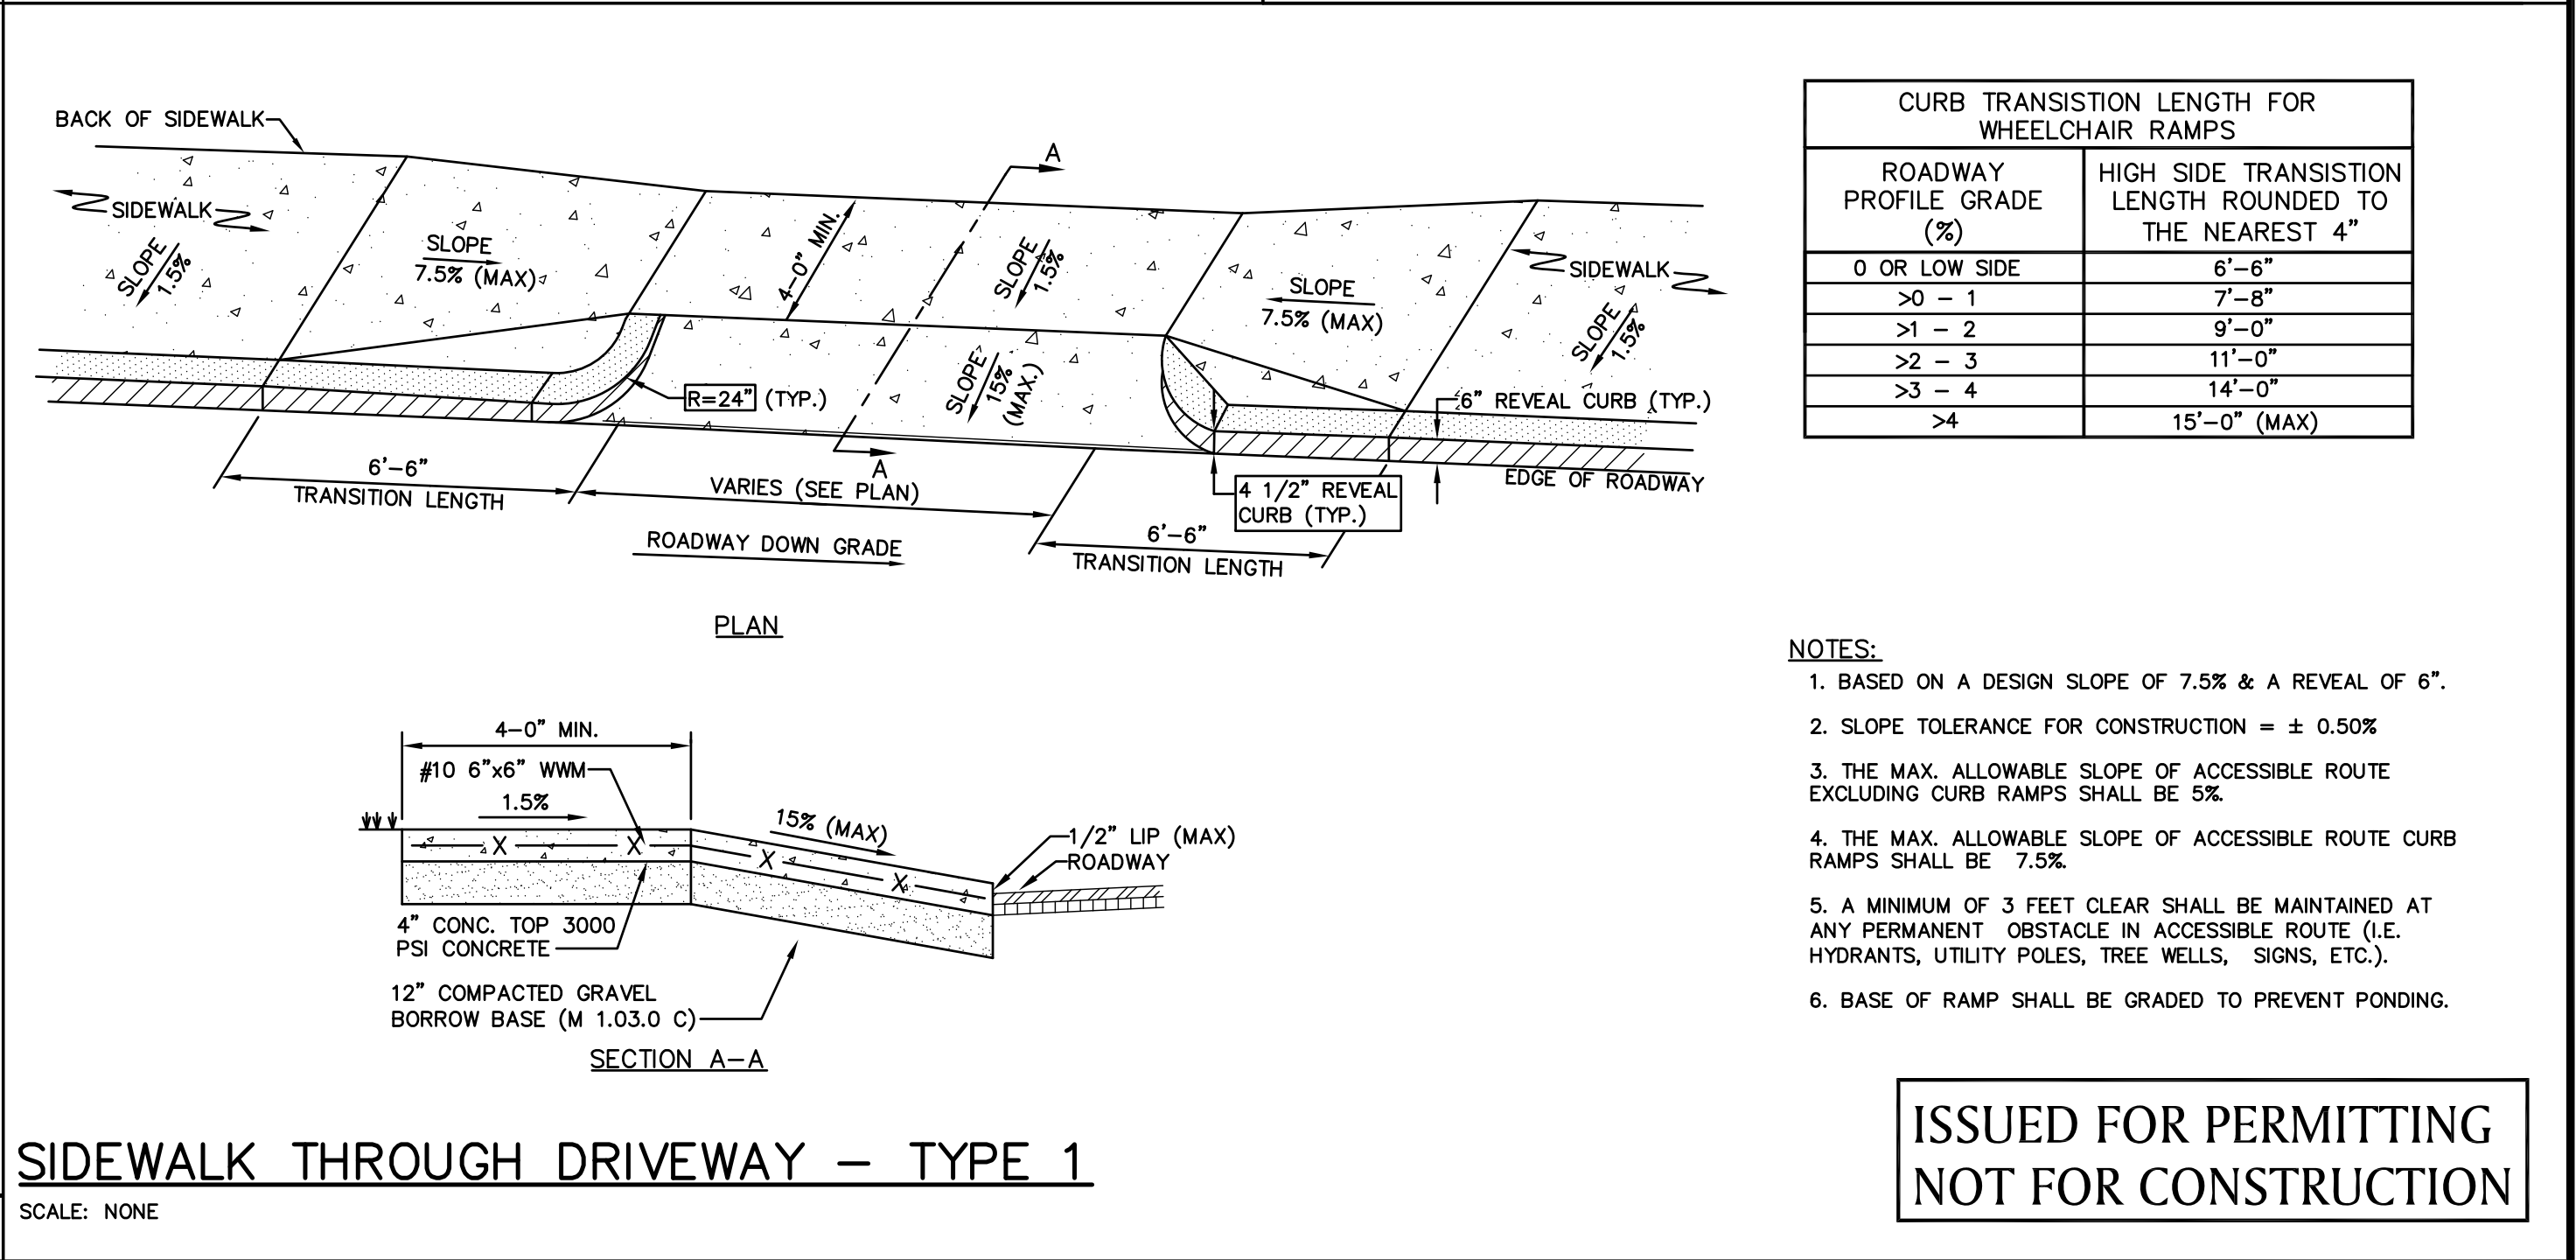 BACK OF SIDEWALK
SIDEWALK
SLOPE
1.5%
SLOPE
7.5% (MAX)
4-0" MIN.
A
SLOPE
1.5%
SLOPE
7.5% (MAX)
SIDEWALK
SLOPE
1.5%
R=24" (TYP.)
SLOPE
15%
(MAX.)
6" REVEAL CURB (TYP.)
EDGE OF ROADWAY
A
6'-6"
TRANSITION LENGTH
VARIES (SEE PLAN)
4 1/2" REVEAL
CURB (TYP.)
6'-6"
TRANSITION LENGTH
ROADWAY DOWN GRADE
PLAN
CURB TRANSISTION LENGTH FOR
WHEELCHAIR RAMPS
ROADWAY
PROFILE GRADE
(%)
HIGH SIDE TRANSISTION
LENGTH ROUNDED TO
THE NEAREST 4"
0 OR LOW SIDE 6'-6"
>0 - 1 7'-8"
>1 - 2 9'-0"
>2 - 3 11'-0"
>3 - 4 14'-0"
>4 15'-0" (MAX)
4-0" MIN.
#10 6"x6" WWM
1.5%
15% (MAX)
1/2" LIP (MAX)
ROADWAY
X X X X
4" CONC. TOP 3000
PSI CONCRETE
12" COMPACTED GRAVEL
BORROW BASE (M 1.03.0 C)
SECTION A-A
NOTES:
1. BASED ON A DESIGN SLOPE OF 7.5% & A REVEAL OF 6".
2. SLOPE TOLERANCE FOR CONSTRUCTION = ± 0.50%
3. THE MAX. ALLOWABLE SLOPE OF ACCESSIBLE ROUTE
EXCLUDING CURB RAMPS SHALL BE 5%.
4. THE MAX. ALLOWABLE SLOPE OF ACCESSIBLE ROUTE CURB
RAMPS SHALL BE 7.5%.
5. A MINIMUM OF 3 FEET CLEAR SHALL BE MAINTAINED AT
ANY PERMANENT OBSTACLE IN ACCESSIBLE ROUTE (I.E.
HYDRANTS, UTILITY POLES, TREE WELLS, SIGNS, ETC.).
6. BASE OF RAMP SHALL BE GRADED TO PREVENT PONDING.
SIDEWALK THROUGH DRIVEWAY - TYPE 1
SCALE: NONE
ISSUED FOR PERMITTING
NOT FOR CONSTRUCTION